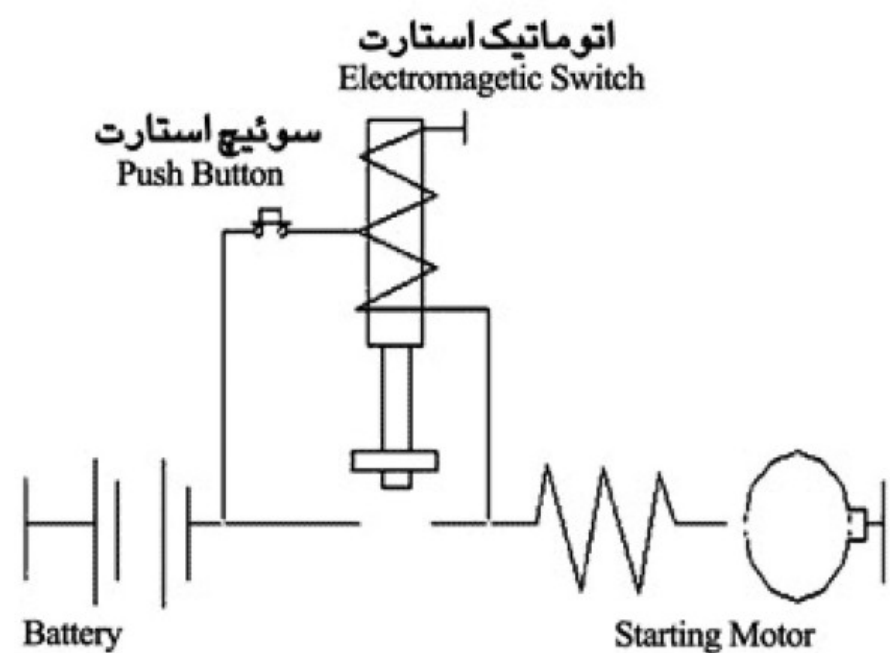 اتوماتیک استارت
Electromagetic Switch
سوئیچ استارت
Push Button
Battery
Starting Motor